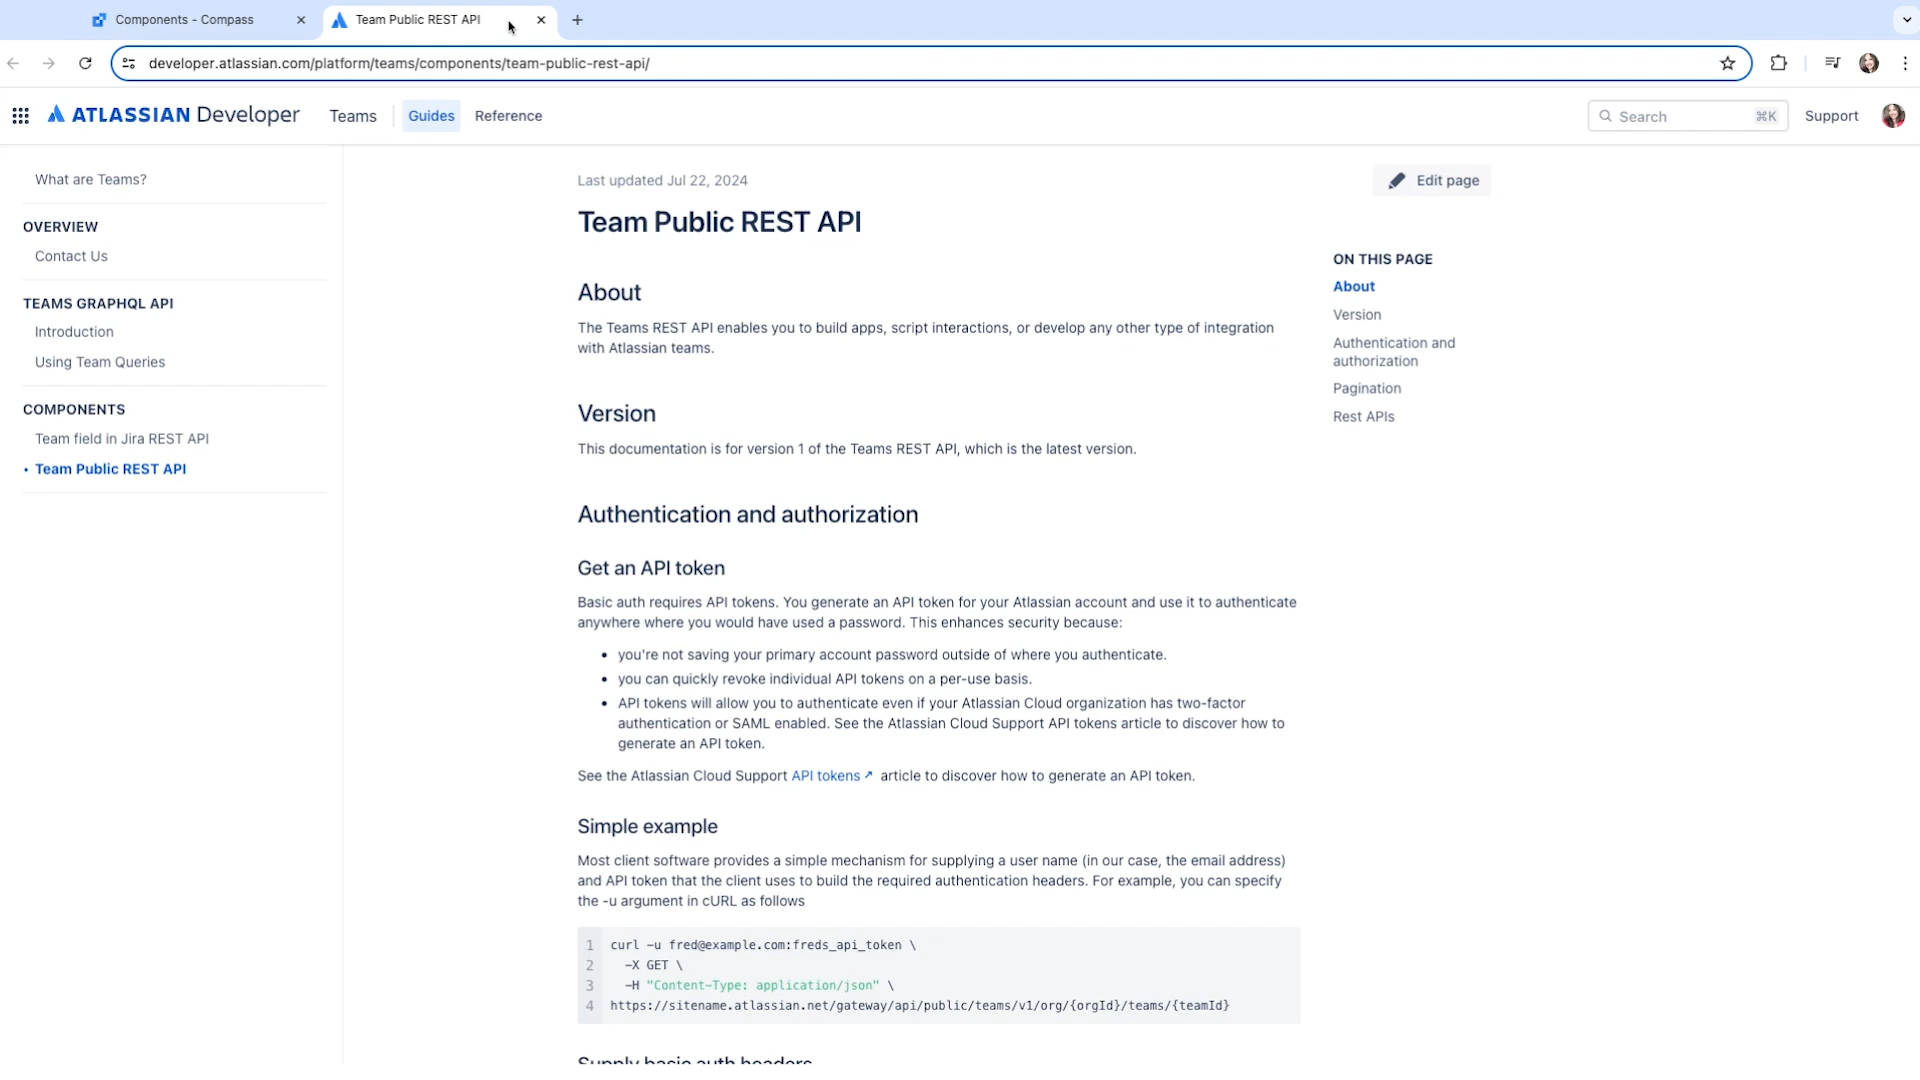 Components - Compass
Team Public REST API
developer.atlassian.com/platform/teams/components/team-public-rest-api/
ATLASSIAN Developer
Teams
Guides
Reference
Search
⌘K
Support
What are Teams?
OVERVIEW
Contact Us
TEAMS GRAPHQL API
Introduction
Using Team Queries
COMPONENTS
Team field in Jira REST API
• Team Public REST API
Last updated Jul 22, 2024
Edit page
Team Public REST API
About
The Teams REST API enables you to build apps, script interactions, or develop any other type of integration
with Atlassian teams.
Version
This documentation is for version 1 of the Teams REST API, which is the latest version.
Authentication and authorization
Get an API token
Basic auth requires API tokens. You generate an API token for your Atlassian account and use it to authenticate
anywhere where you would have used a password. This enhances security because:
• you're not saving your primary account password outside of where you authenticate.
• you can quickly revoke individual API tokens on a per-use basis.
• API tokens will allow you to authenticate even if your Atlassian Cloud organization has two-factor
authentication or SAML enabled. See the Atlassian Cloud Support API tokens article to discover how to
generate an API token.
See the Atlassian Cloud Support API tokens ↗ article to discover how to generate an API token.
Simple example
Most client software provides a simple mechanism for supplying a user name (in our case, the email address)
and API token that the client uses to build the required authentication headers. For example, you can specify
the -u argument in cURL as follows
1 curl -u fred@example.com:freds_api_token \
2 -X GET \
3 -H "Content-Type: application/json" \
4 https://sitename.atlassian.net/gateway/api/public/teams/v1/org/{orgId}/teams/{teamId}
Supply basic auth headers
ON THIS PAGE
About
Version
Authentication and
authorization
Pagination
Rest APIs